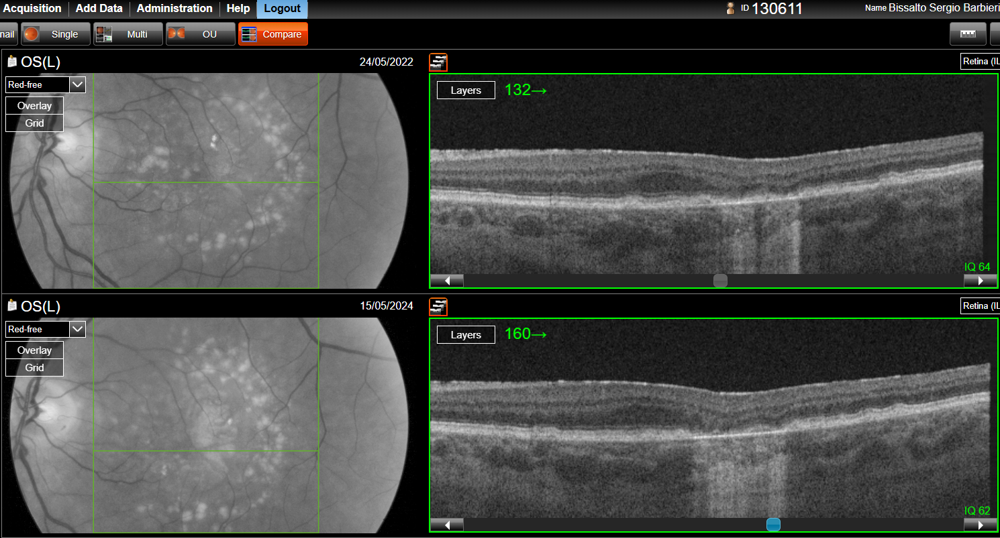 Acquisition Add Data Administration Help Logout ID 130611 Name Bissalto Sergio Barbieri
nail Single Multi OU Compare
OS(L) 24/05/2022 Retina (IL
Red-free
Overlay
Grid
Layers 132→
IQ 64
OS(L) 15/05/2024 Retina (IL
Red-free
Overlay
Grid
Layers 160→
IQ 62